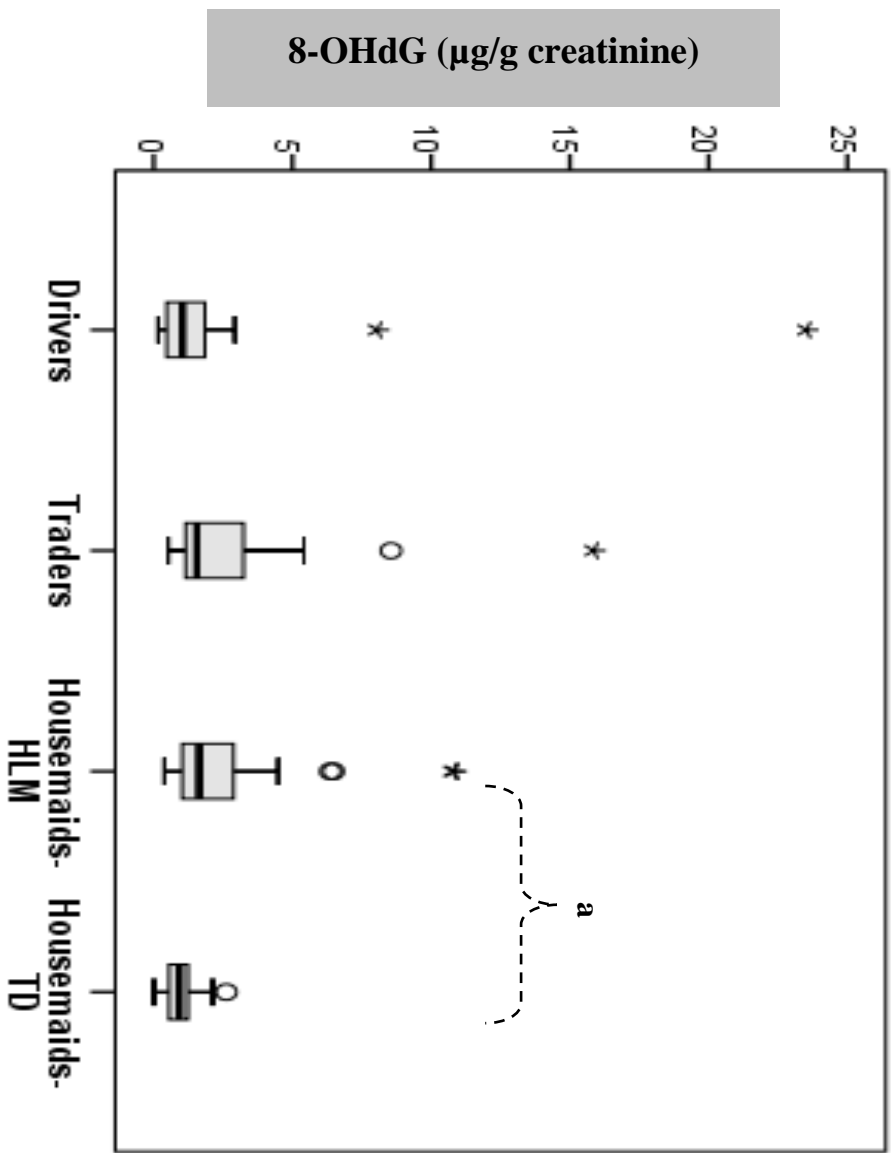 8-OHdG (µg/g creatinine)
25
20
15
10
5
0
Drivers
Traders
Housemaids-
HLM
Housemaids-
TD
a